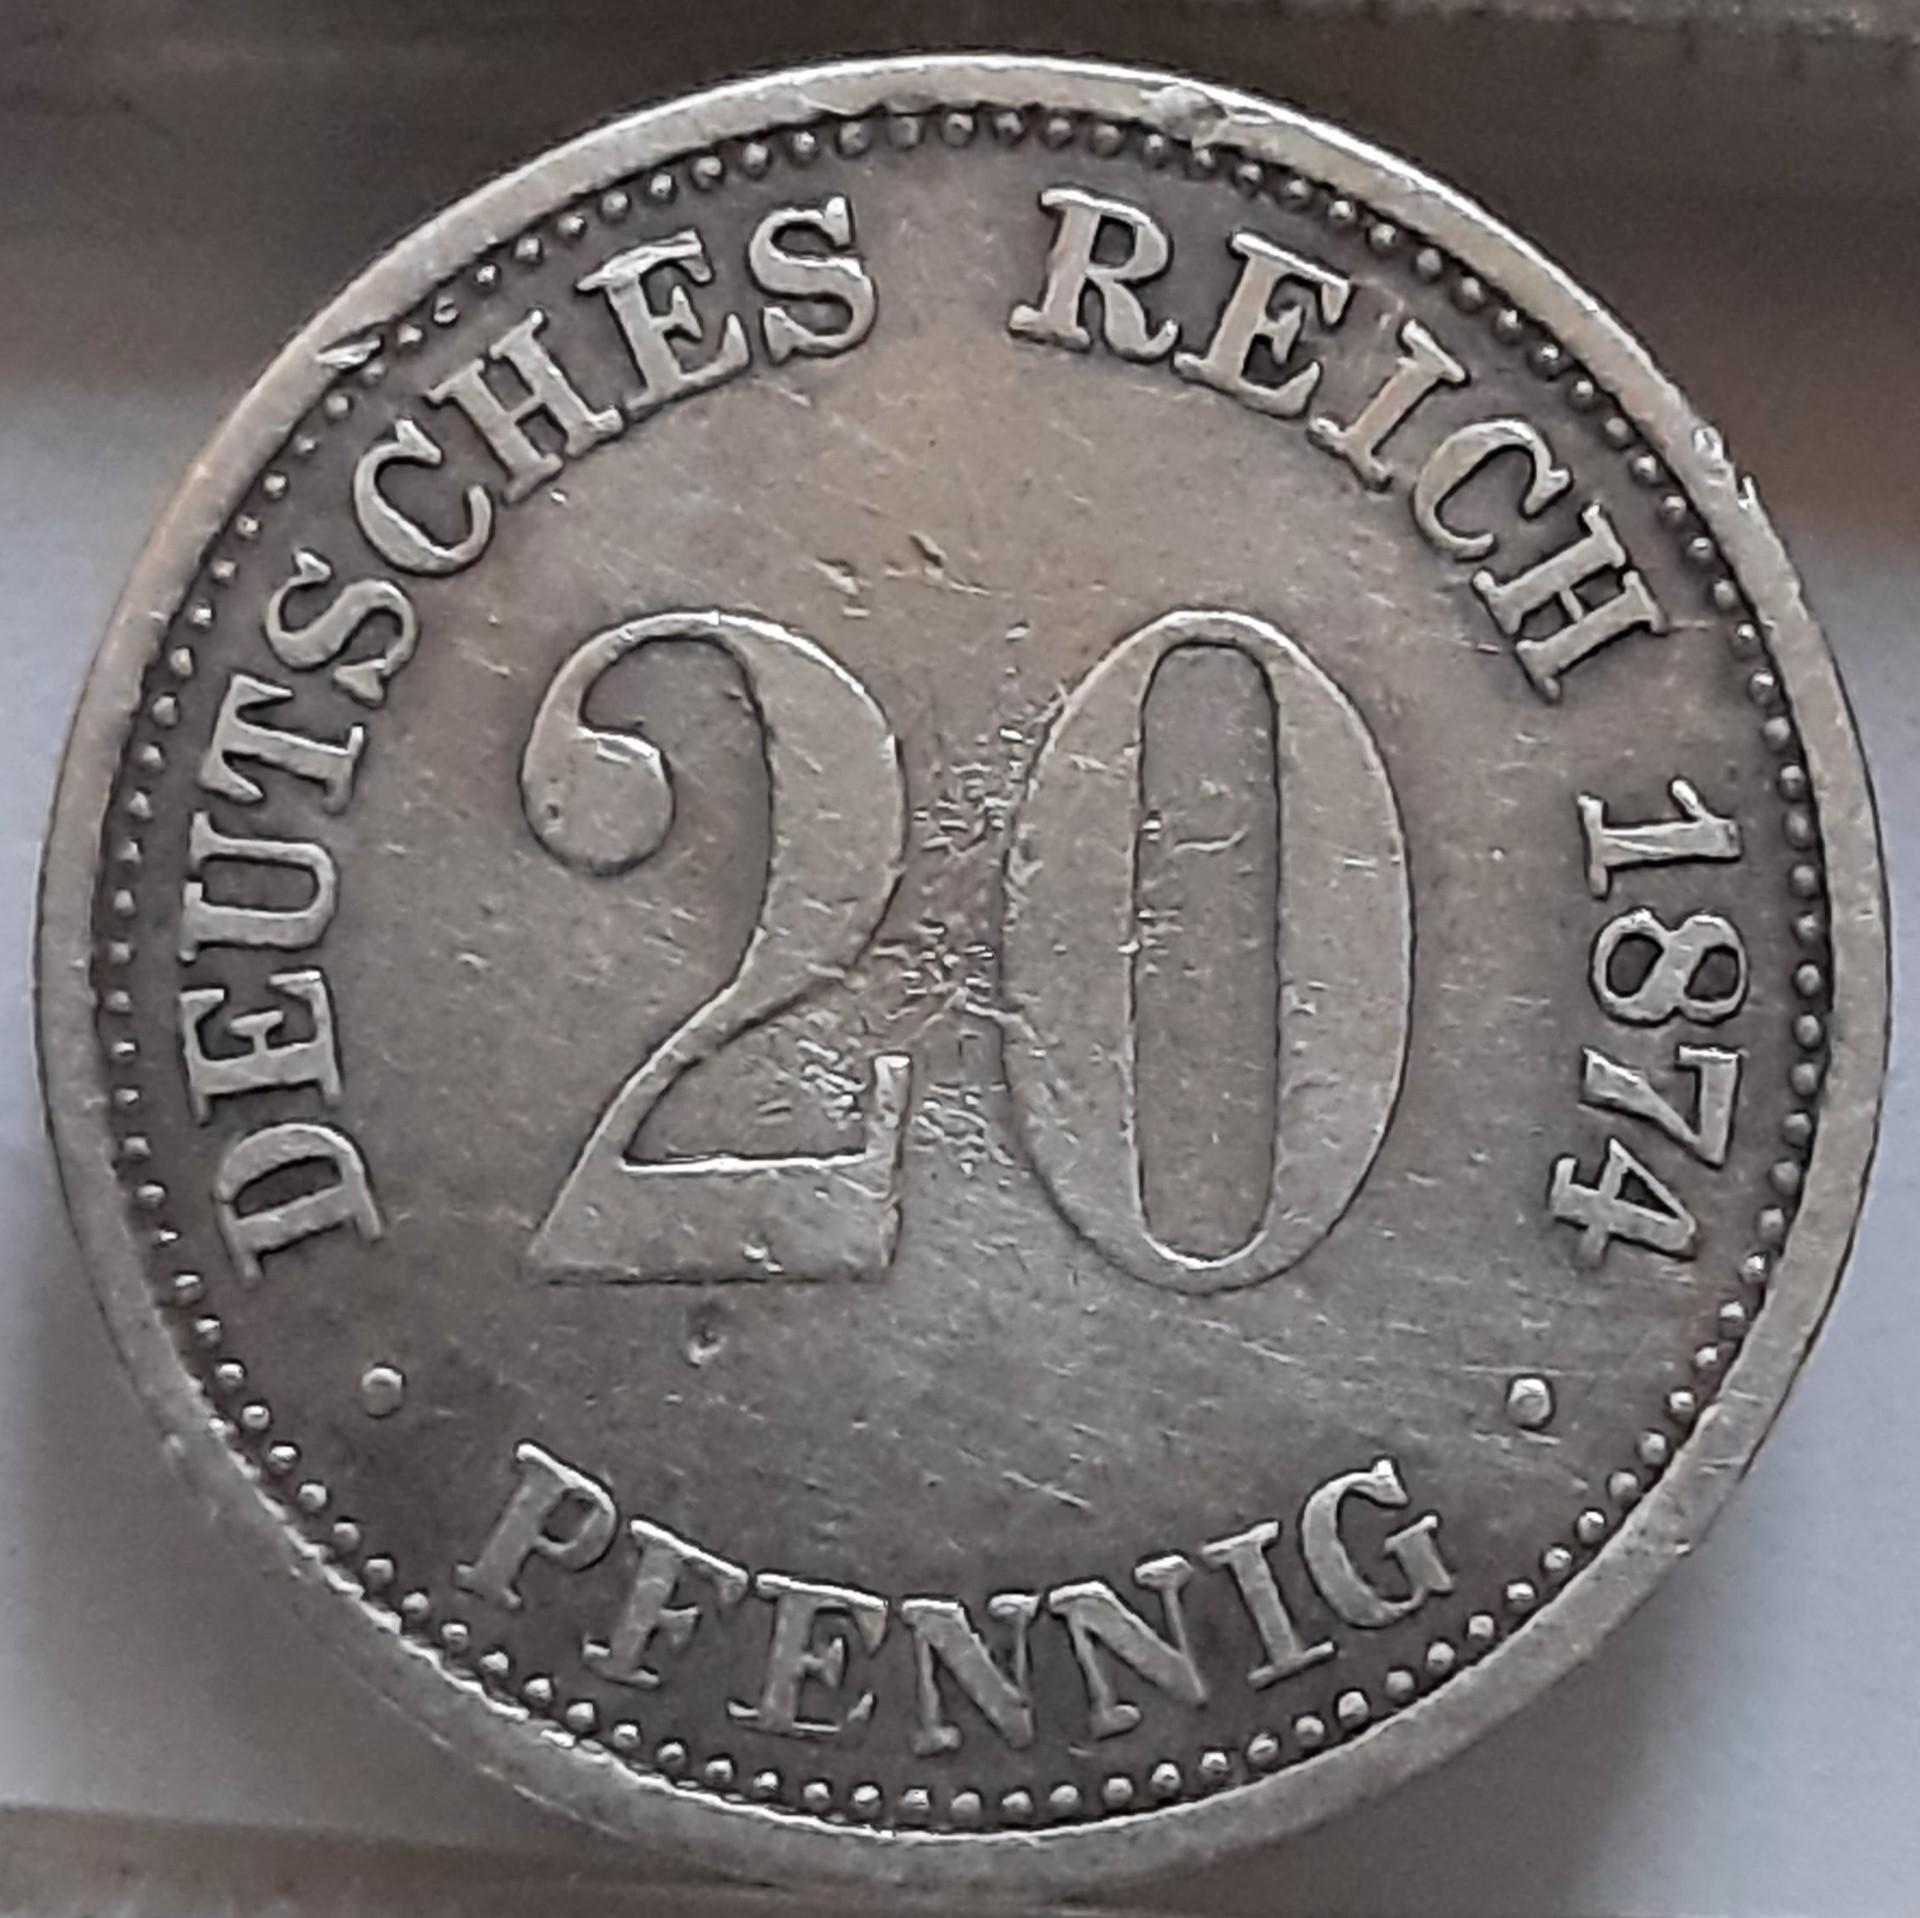 DEUTSCHES REICH 1874
20
• PFENNIG •